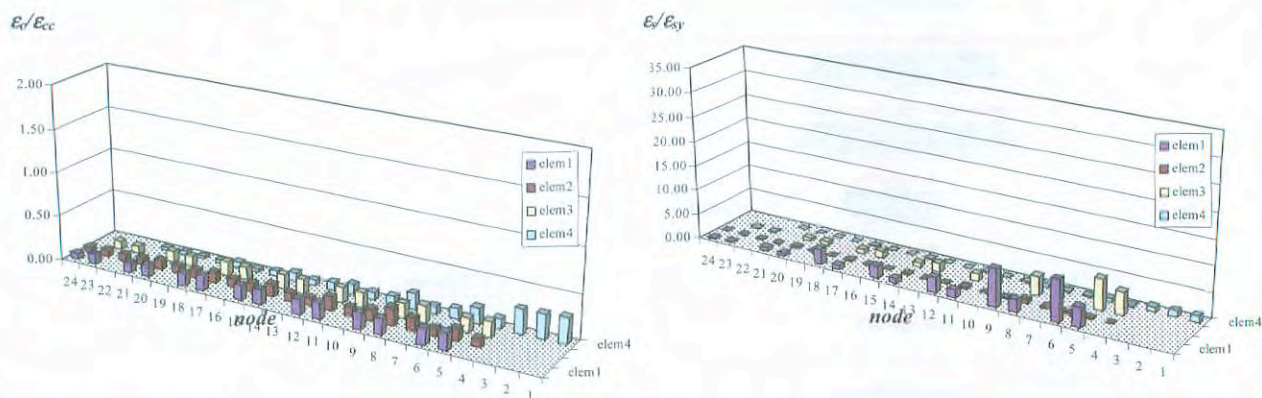 εc/εcc
2.00
1.50
1.00
0.50
0.00
elem1
elem2
elem3
elem4
24 23 22 21 20 19 18 17 16 15 14 13 12 11 10 9 8 7 6 5 4 3 2 1
node
elem4
elem1
εs/εsy
35.00
30.00
25.00
20.00
15.00
10.00
5.00
0.00
elem1
elem2
elem3
elem4
24 23 22 21 20 19 18 17 16 15 14 13 12 11 10 9 8 7 6 5 4 3 2 1
node
elem4
elem1